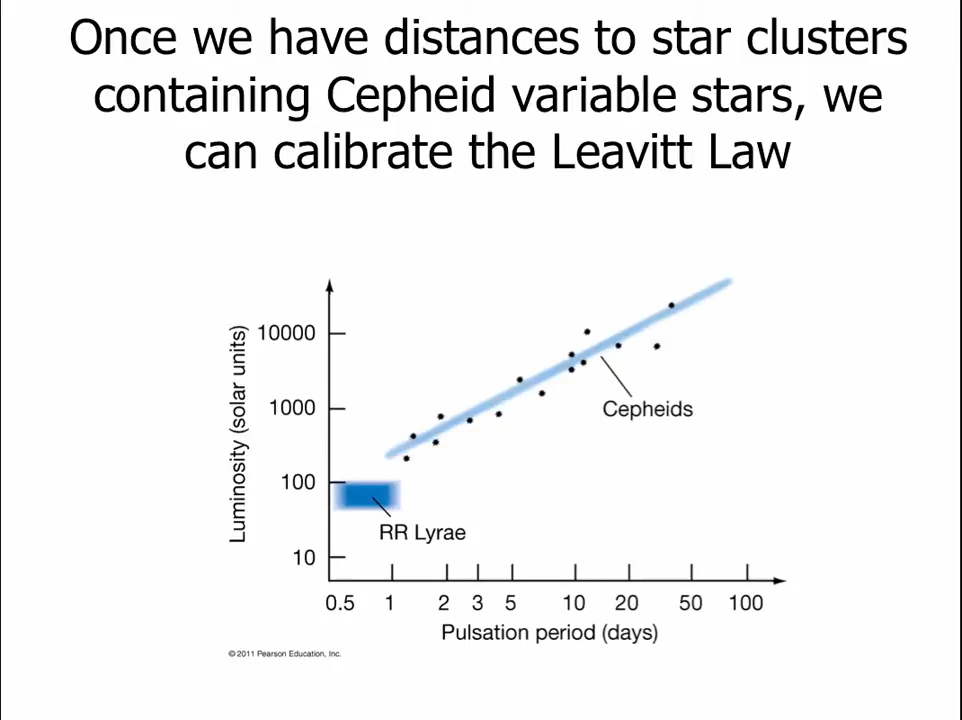 Once we have distances to star clusters
containing Cepheid variable stars, we
can calibrate the Leavitt Law
Luminosity (solar units)
10000
1000
100
10
Cepheids
RR Lyrae
0.5 1 2 3 5 10 20 50 100
Pulsation period (days)
© 2011 Pearson Education, Inc.